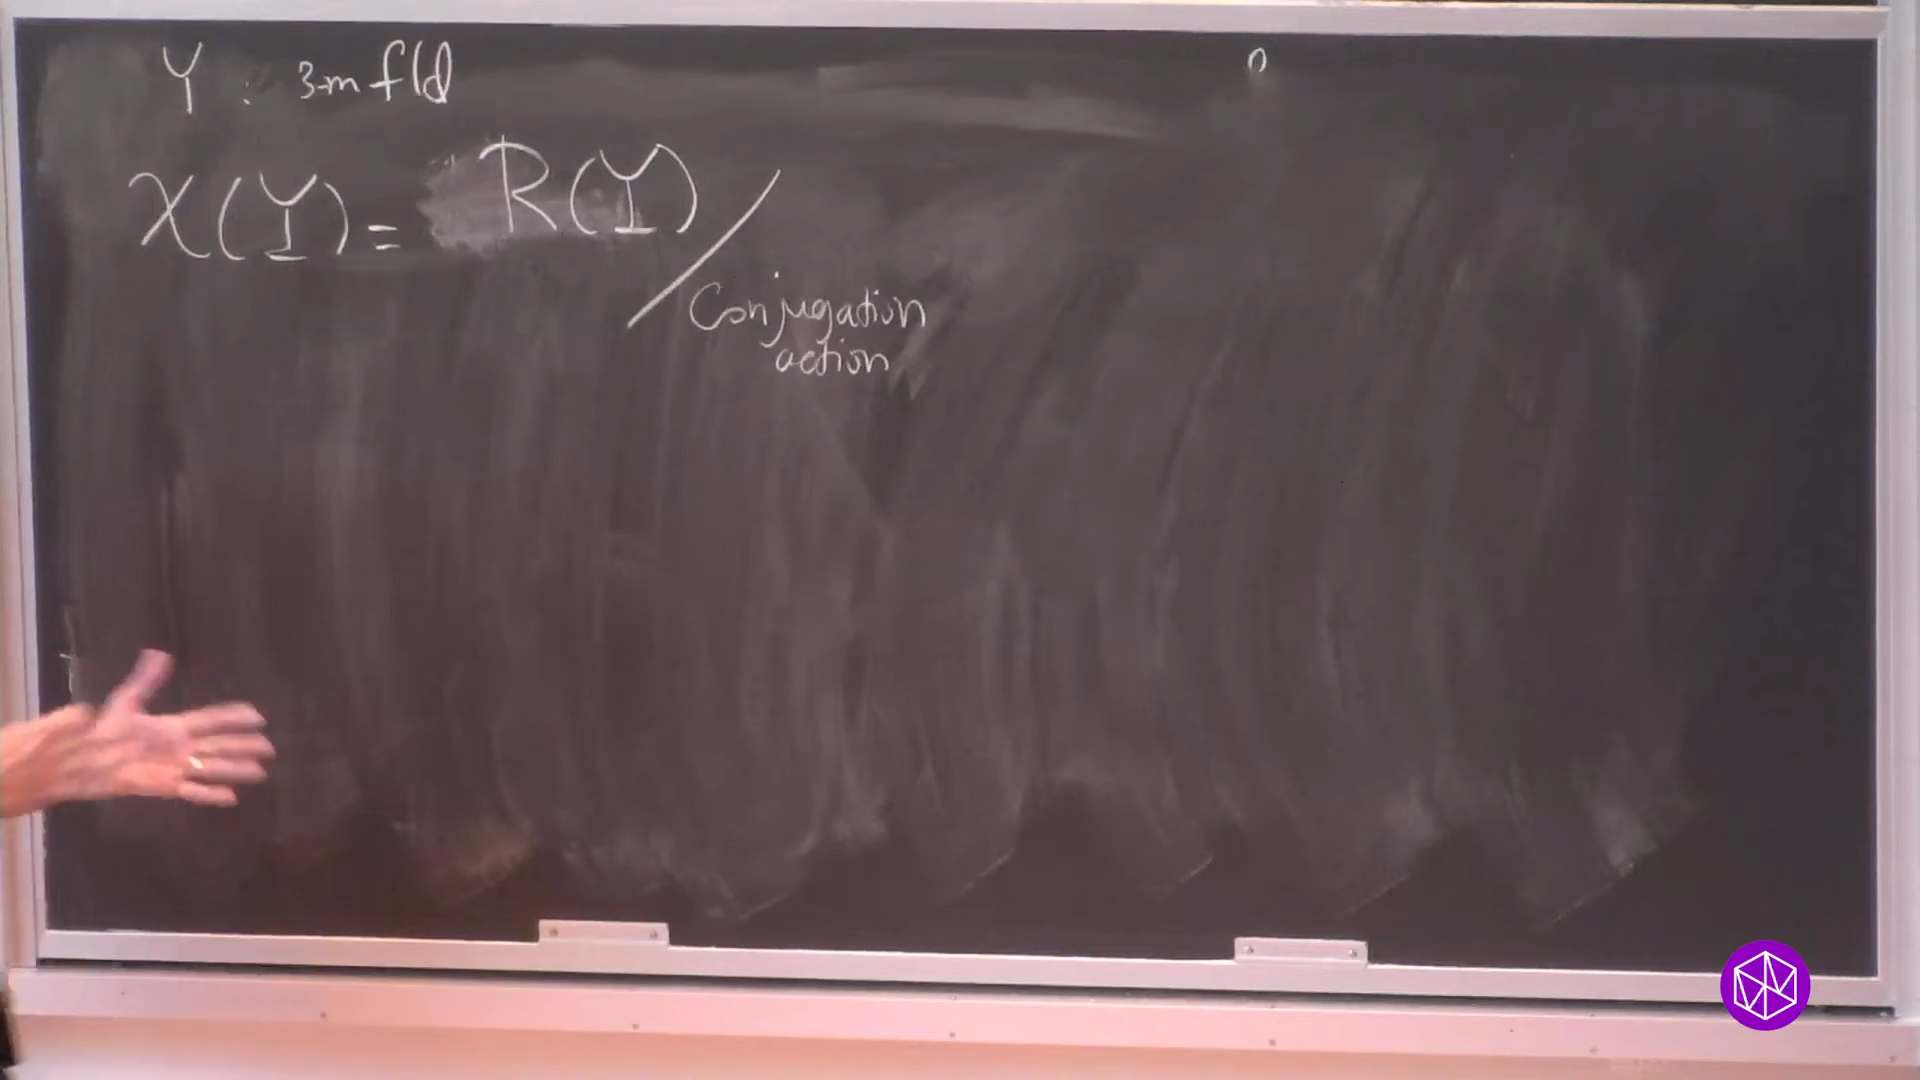 Y : 3-mfld
χ(Y) = R(Y) / Conjugation
action